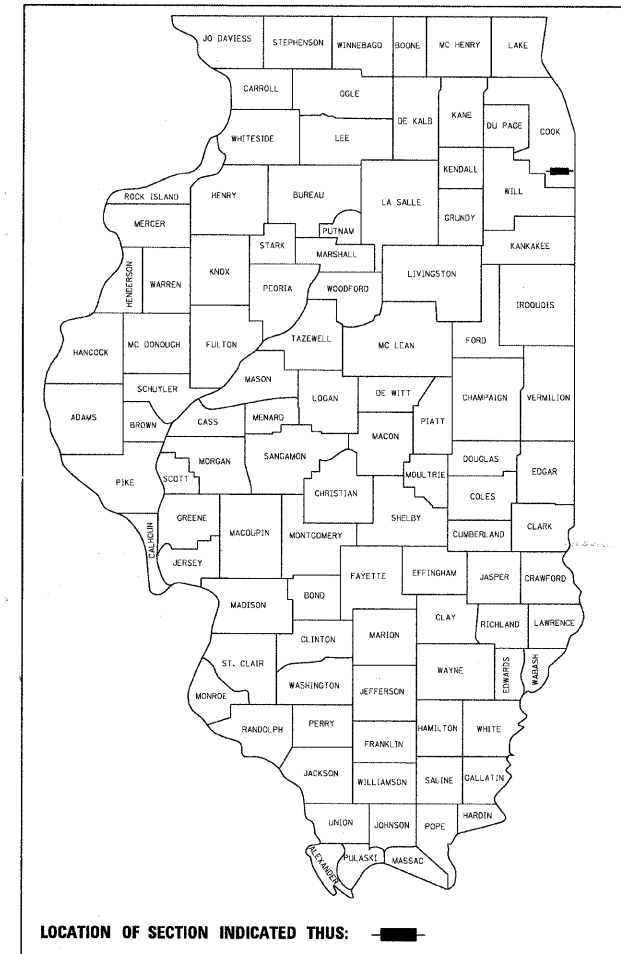 JO DAVIESS
STEPHENSON
WINNEBAGO
BOONE
MC HENRY
LAKE
CARROLL
OGLE
DE KALB
KANE
DU PAGE
COOK
WHITESIDE
LEE
KENDALL
WILL
ROCK ISLAND
HENRY
BUREAU
LA SALLE
GRUNDY
MERCER
PUTNAM
KANKAKEE
HENDERSON
WARREN
KNOX
STARK
MARSHALL
LIVINGSTON
PEORIA
WOODFORD
IROQUOIS
HANCOCK
MC DONOUGH
FULTON
TAZEWELL
MC LEAN
FORD
SCHUYLER
MASON
ADAMS
BROWN
CASS
MENARD
LOGAN
DE WITT
PIATT
CHAMPAIGN
VERMILION
MACON
PIKE
SCOTT
MORGAN
SANGAMON
CHRISTIAN
MOULTRIE
DOUGLAS
COLES
EDGAR
CALHOUN
GREENE
JERSEY
MACOUPIN
MONTGOMERY
SHELBY
CUMBERLAND
CLARK
MADISON
BOND
FAYETTE
EFFINGHAM
JASPER
CRAWFORD
CLINTON
MARION
CLAY
RICHLAND
LAWRENCE
ST. CLAIR
WASHINGTON
JEFFERSON
WAYNE
EDWARDS
WABASH
MONROE
RANDOLPH
PERRY
FRANKLIN
HAMILTON
WHITE
JACKSON
WILLIAMSON
SALINE
GALLATIN
UNION
JOHNSON
POPE
HARDIN
ALEXANDER
PULASKI
MASSAC
LOCATION OF SECTION INDICATED THUS: